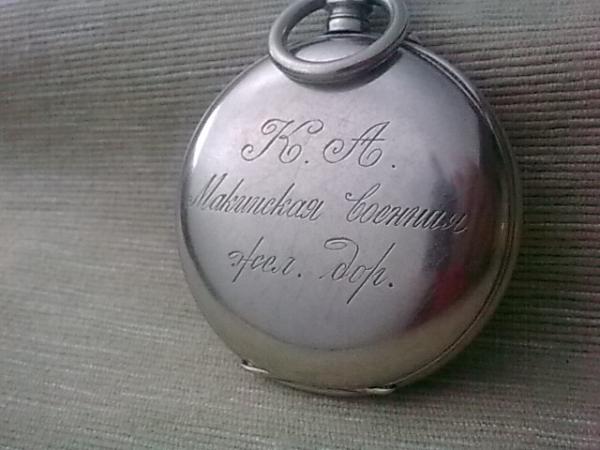 К. А.
Макинская военная
жел. дор.